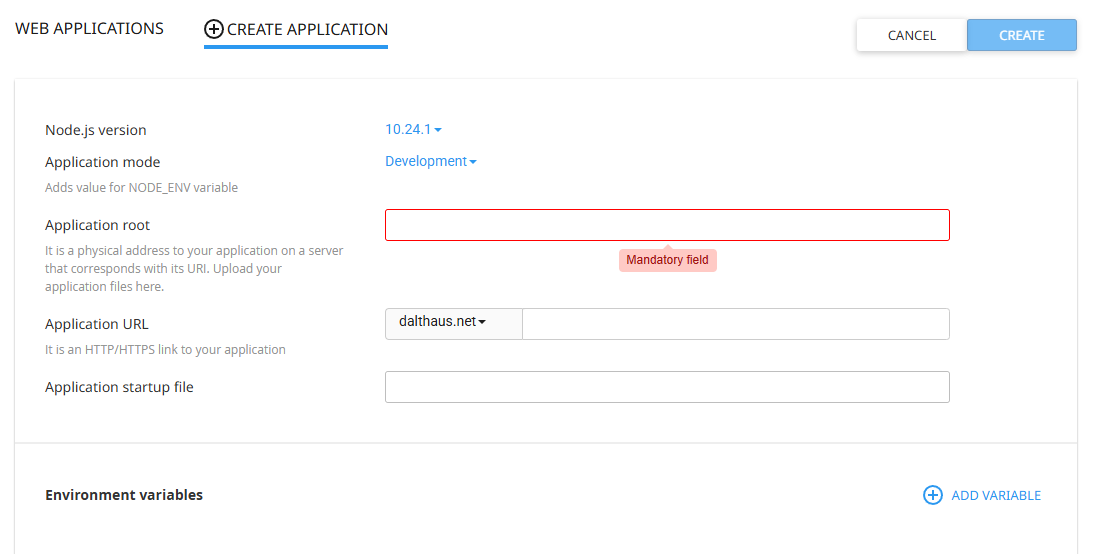 WEB APPLICATIONS
CREATE APPLICATION
CANCEL
CREATE
Node.js version
10.24.1
Application mode
Development
Adds value for NODE_ENV variable
Application root
It is a physical address to your application on a server
that corresponds with its URI. Upload your
application files here.
Mandatory field
Application URL
dalthaus.net
It is an HTTP/HTTPS link to your application
Application startup file
Environment variables
ADD VARIABLE